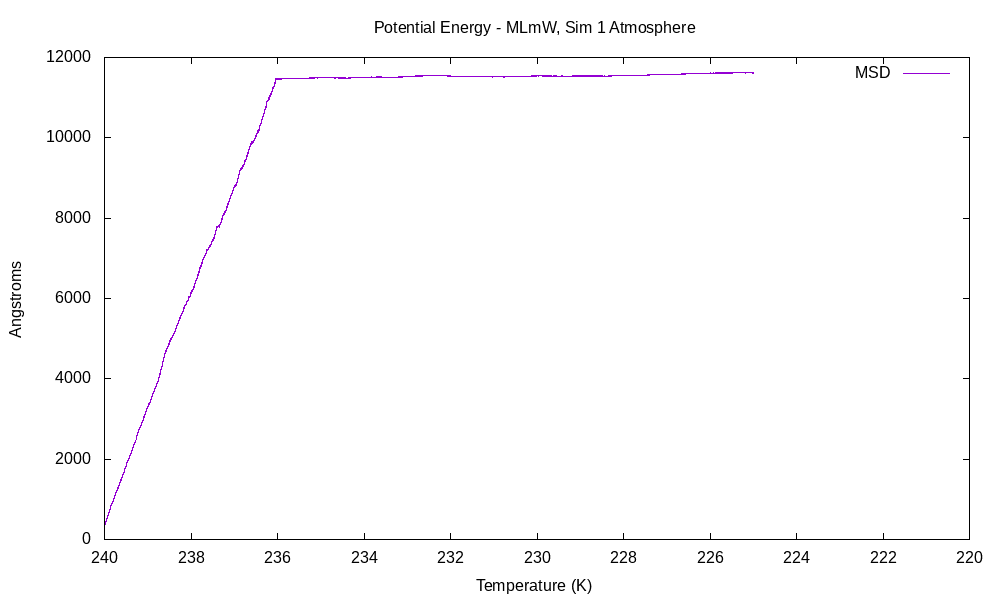 Potential Energy - MLmW, Sim 1 Atmosphere
12000
10000
8000
6000
4000
2000
0
Angstroms
MSD
240 238 236 234 232 230 228 226 224 222 220
Temperature (K)